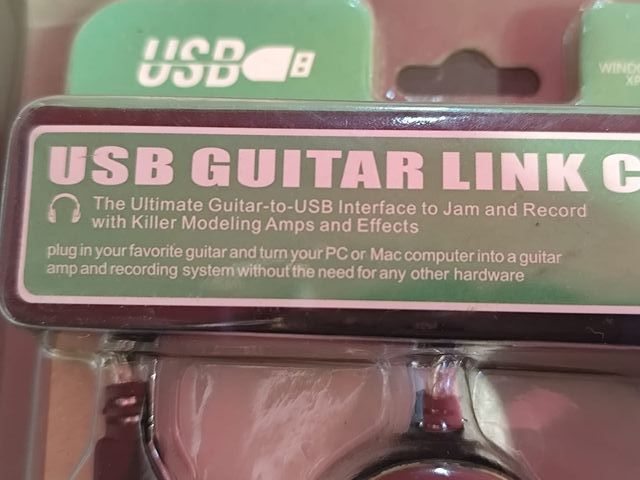 USB
WINDO
XP
USB GUITAR LINK C
The Ultimate Guitar-to-USB Interface to Jam and Record
with Killer Modeling Amps and Effects
plug in your favorite guitar and turn your PC or Mac computer into a guitar
amp and recording system without the need for any other hardware